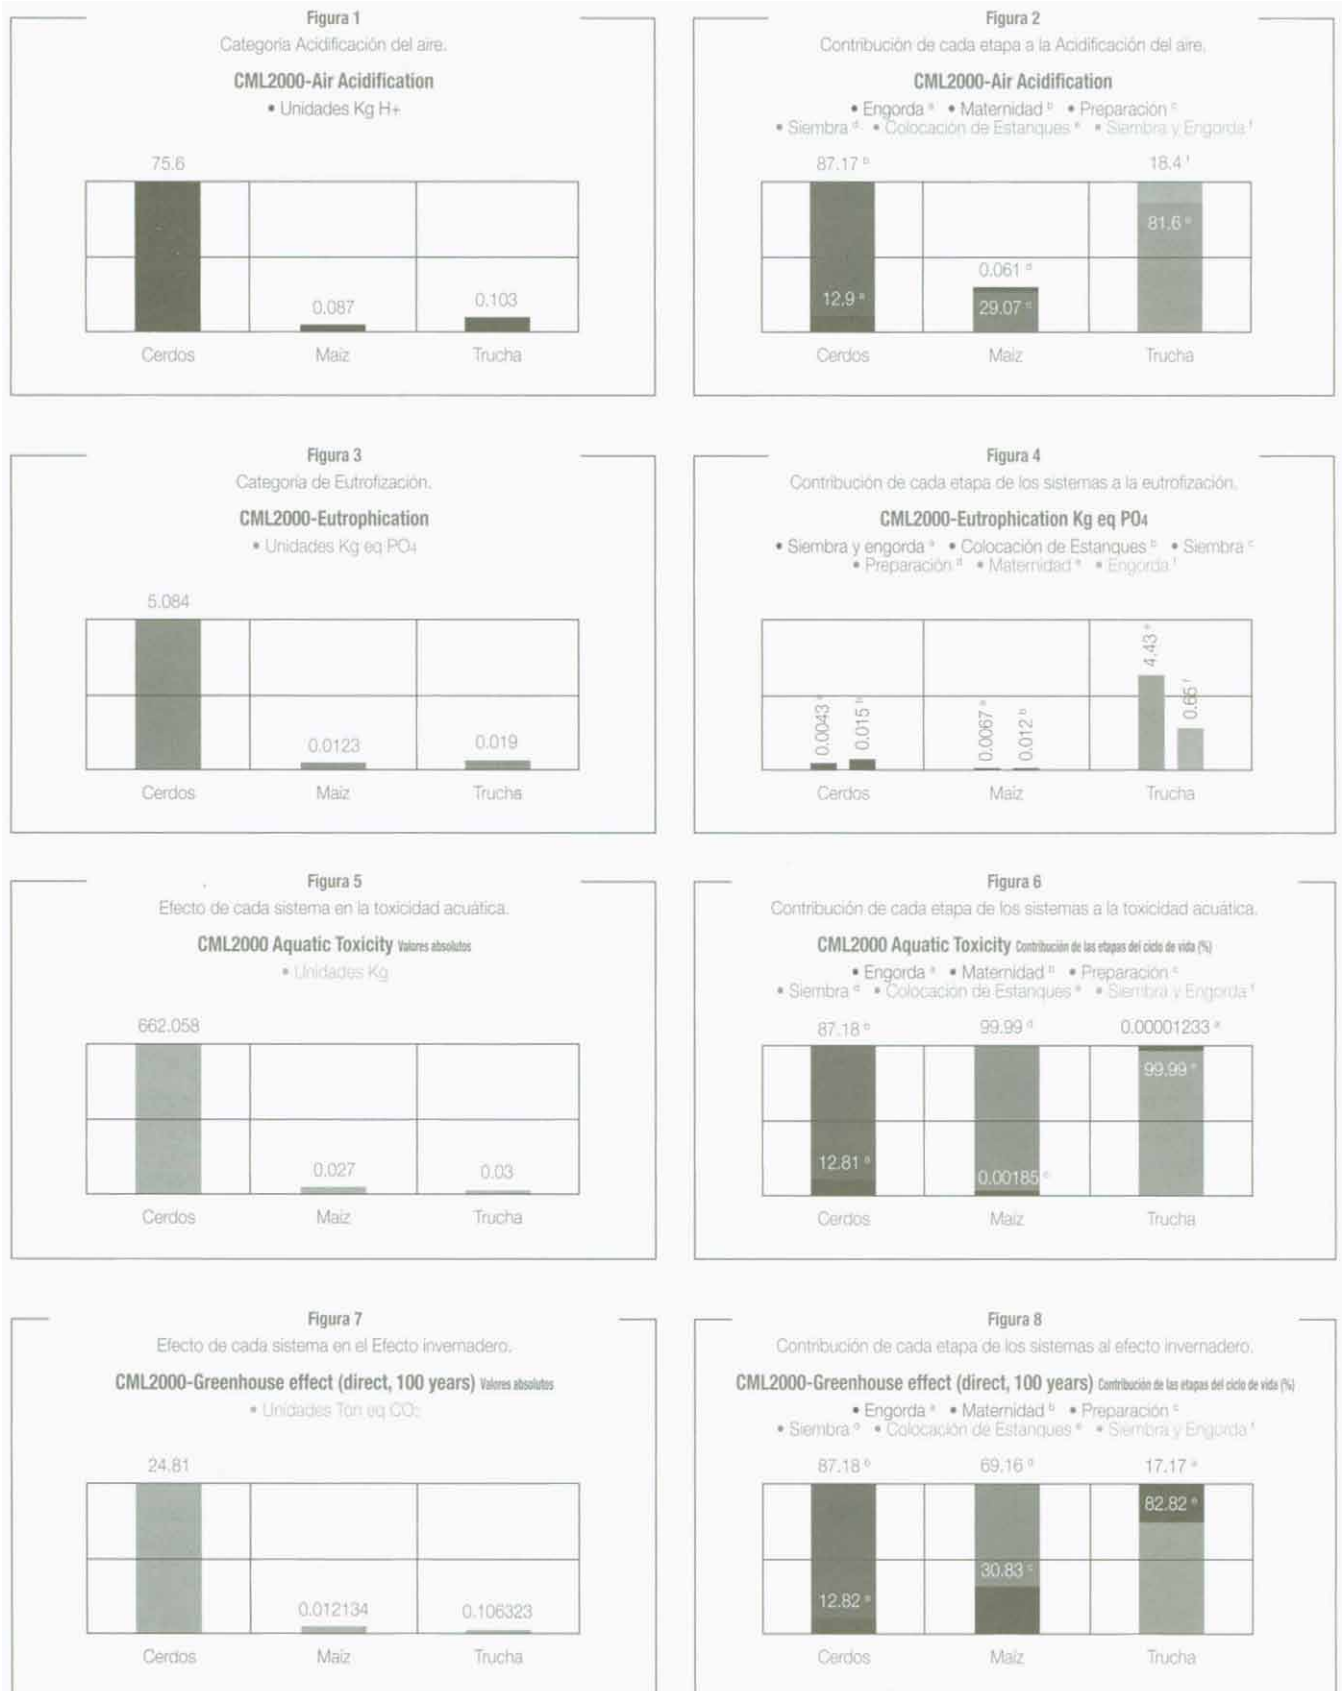 Figura 1
Categoría Acidificación del aire.
CML2000-Air Acidification
• Unidades Kg H+
75.6
0.087
0.103
Cerdos Maíz Trucha
Figura 2
Contribución de cada etapa a la Acidificación del aire.
CML2000-Air Acidification
• Engorda a • Maternidad b • Preparación c
• Siembra d • Colocación de Estanques e • Siembra y Engorda f
87.17 b
18.4 f
81.6 e
0.061 d
12.9 a
29.07 c
Cerdos Maíz Trucha
Figura 3
Categoría de Eutrofización.
CML2000-Eutrophication
• Unidades Kg eq PO4
5.084
0.0123
0.019
Cerdos Maíz Trucha
Figura 4
Contribución de cada etapa de los sistemas a la eutrofización.
CML2000-Eutrophication Kg eq PO4
• Siembra y engorda a • Colocación de Estanques b • Siembra c
• Preparación d • Maternidad e • Engorda f
0.0043
0.015 b
0.0067 a
0.012 b
4.43 e
0.65 f
Cerdos Maíz Trucha
Figura 5
Efecto de cada sistema en la toxicidad acuática.
CML2000 Aquatic Toxicity Valores absolutos
• Unidades Kg
662.058
0.027
0.03
Cerdos Maíz Trucha
Figura 6
Contribución de cada etapa de los sistemas a la toxicidad acuática.
CML2000 Aquatic Toxicity Contribución de las etapas del ciclo de vida (%)
• Engorda a • Maternidad b • Preparación c
• Siembra d • Colocación de Estanques e • Siembra y Engorda f
87.18 b
99.99 d
0.00001233 a
99.99 e
12.81 a
0.00185 c
Cerdos Maíz Trucha
Figura 7
Efecto de cada sistema en el Efecto invernadero.
CML2000-Greenhouse effect (direct, 100 years) Valores absolutos
• Unidades Ton eq CO2
24.81
0.012134
0.106323
Cerdos Maíz Trucha
Figura 8
Contribución de cada etapa de los sistemas al efecto invernadero.
CML2000-Greenhouse effect (direct, 100 years) Contribución de las etapas del ciclo de vida (%)
• Engorda a • Maternidad b • Preparación c
• Siembra d • Colocación de Estanques e • Siembra y Engorda f
87.18 b
69.16 d
17.17 a
82.82 e
30.83 c
12.82 a
Cerdos Maíz Trucha